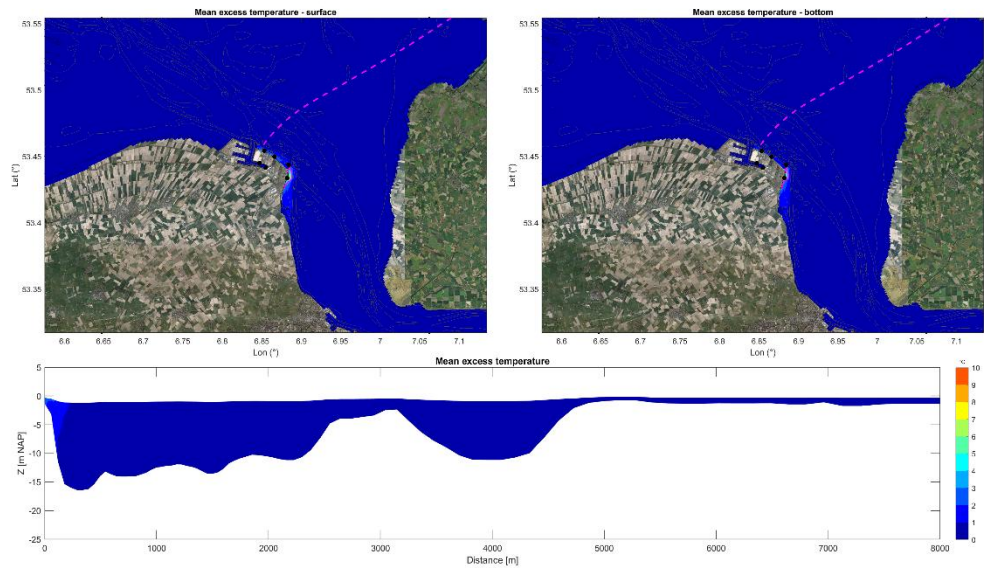 Mean excess temperature - surface
Mean excess temperature - bottom
53.55
53.5
53.45
53.4
53.35
Lat (°)
6.6 6.65 6.7 6.75 6.8 6.85 6.9 6.95 7 7.05 7.1
Lon (°)
53.55
53.5
53.45
53.4
53.35
Lat (°)
6.6 6.65 6.7 6.75 6.8 6.85 6.9 6.95 7 7.05 7.1
Lon (°)
Mean excess temperature
5
0
-5
-10
-15
-20
-25
Z [m NAP]
0 1000 2000 3000 4000 5000 6000 7000 8000
Distance [m]
10
9
8
7
6
5
4
3
2
1
0